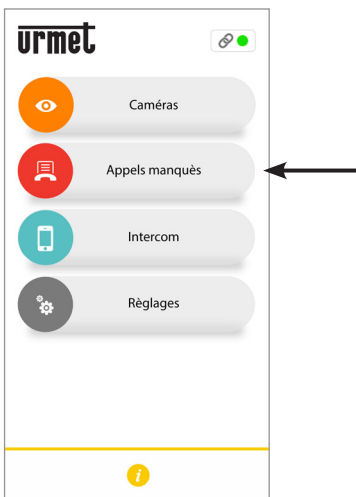 urmet
Caméras
Appels manquès
Intercom
Règlages
i